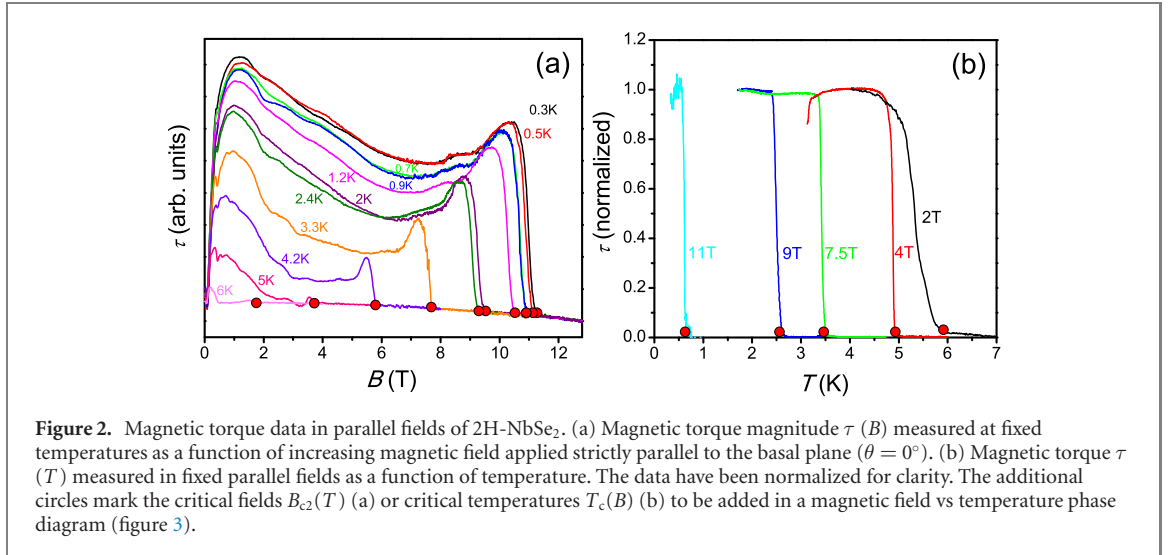 (a)
(b)
0.3K
0.5K
0.7K
0.9K
1.2K
2K
2.4K
3.3K
4.2K
5K
6K
τ (arb. units)
0 2 4 6 8 10 12
B (T)
1.2
1.0
0.8
0.6
0.4
0.2
0.0
τ (normalized)
11T
9T
7.5T
4T
2T
0 1 2 3 4 5 6 7
T (K)
Figure 2. Magnetic torque data in parallel fields of 2H-NbSe₂. (a) Magnetic torque magnitude τ (B) measured at fixed
temperatures as a function of increasing magnetic field applied strictly parallel to the basal plane (θ = 0°). (b) Magnetic torque τ
(T) measured in fixed parallel fields as a function of temperature. The data have been normalized for clarity. The additional
circles mark the critical fields Bc2(T) (a) or critical temperatures Tc(B) (b) to be added in a magnetic field vs temperature phase
diagram (figure 3).